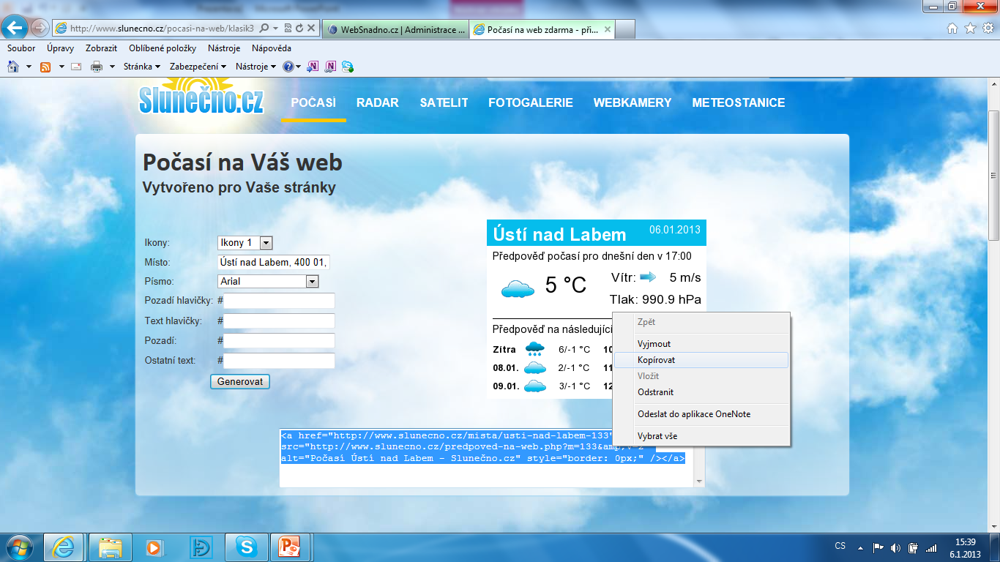 http://www.slunecno.cz/pocasi-na-web/klasik3
WebSnadno.cz | Administrace ...
Počasí na web zdarma - při...
Soubor Úpravy Zobrazit Oblíbené položky Nástroje Nápověda
Stránka Zabezpečení Nástroje
Slunečno.cz
POČASÍ RADAR SATELIT FOTOGALERIE WEBKAMERY METEOSTANICE
Počasí na Váš web
Vytvořeno pro Vaše stránky
Ikony: Ikony 1
Místo: Ústí nad Labem, 400 01,
Písmo: Arial
Pozadí hlavičky: #
Text hlavičky: #
Pozadí: #
Ostatní text: #
Generovat
Ústí nad Labem 06.01.2013
Předpověď počasí pro dnešní den v 17:00
5 °C
Vítr: 5 m/s
Tlak: 990.9 hPa
Předpověď na následující
Zítra 6/-1 °C 10
08.01. 2/-1 °C 11
09.01. 3/-1 °C 12
Zpět
Vyjmout
Kopírovat
Vložit
Odstranit
Odeslat do aplikace OneNote
Vybrat vše
<a href="http://www.slunecno.cz/mista/usti-nad-labem-133"
src="http://www.slunecno.cz/predpoved-na-web.php?m=133&amp;
alt="Počasí Ústí nad Labem - Slunečno.cz" style="border: 0px;" /></a>
CS
15:39
6.1.2013